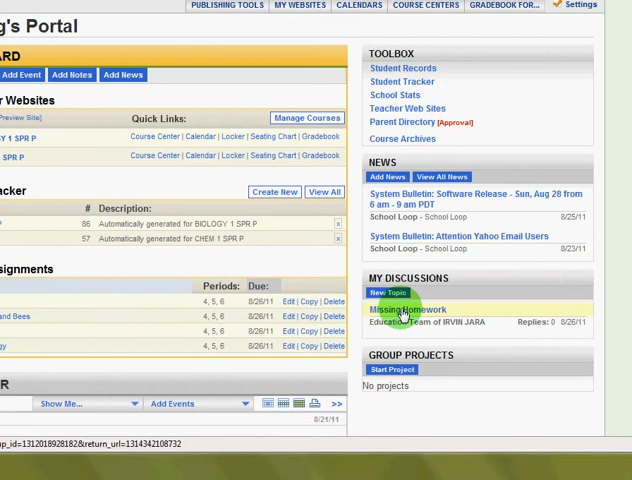 PUBLISHING TOOLS MY WEBSITES CALENDARS COURSE CENTERS GRADEBOOK FOR... Settings
g's Portal
ARD
Add Event Add Notes Add News
r Websites
Preview Site] Quick Links: Manage Courses
Y 1 SPR P Course Center | Calendar | Locker | Seating Chart | Gradebook
SPR P Course Center | Calendar | Locker | Seating Chart | Gradebook
acker Create New View All
# Description:
P 86 Automatically generated for BIOLOGY 1 SPR P x
57 Automatically generated for CHEM 1 SPR P x
signments
Periods: Due:
4, 5, 6 8/26/11 Edit | Copy | Delete
and Bees 4, 5, 6 8/26/11 Edit | Copy | Delete
4, 5, 6 8/26/11 Edit | Copy | Delete
gy 4, 5, 6 8/26/11 Edit | Copy | Delete
R
Show Me... Add Events >>
8/21/11
TOOLBOX
Student Records
Student Tracker
School Stats
Teacher Web Sites
Parent Directory [Approval]
Course Archives
NEWS
Add News View All News
System Bulletin: Software Release - Sun, Aug 28 from
6 am - 9 am PDT
School Loop - School Loop 8/25/11
System Bulletin: Attention Yahoo Email Users
School Loop - School Loop 8/23/11
MY DISCUSSIONS
New Topic
Missing Homework
Education Team of IRVIN JARA Replies: 0 8/26/11
GROUP PROJECTS
Start Project
No projects
up_id=1312018928182&return_url=1314342108732